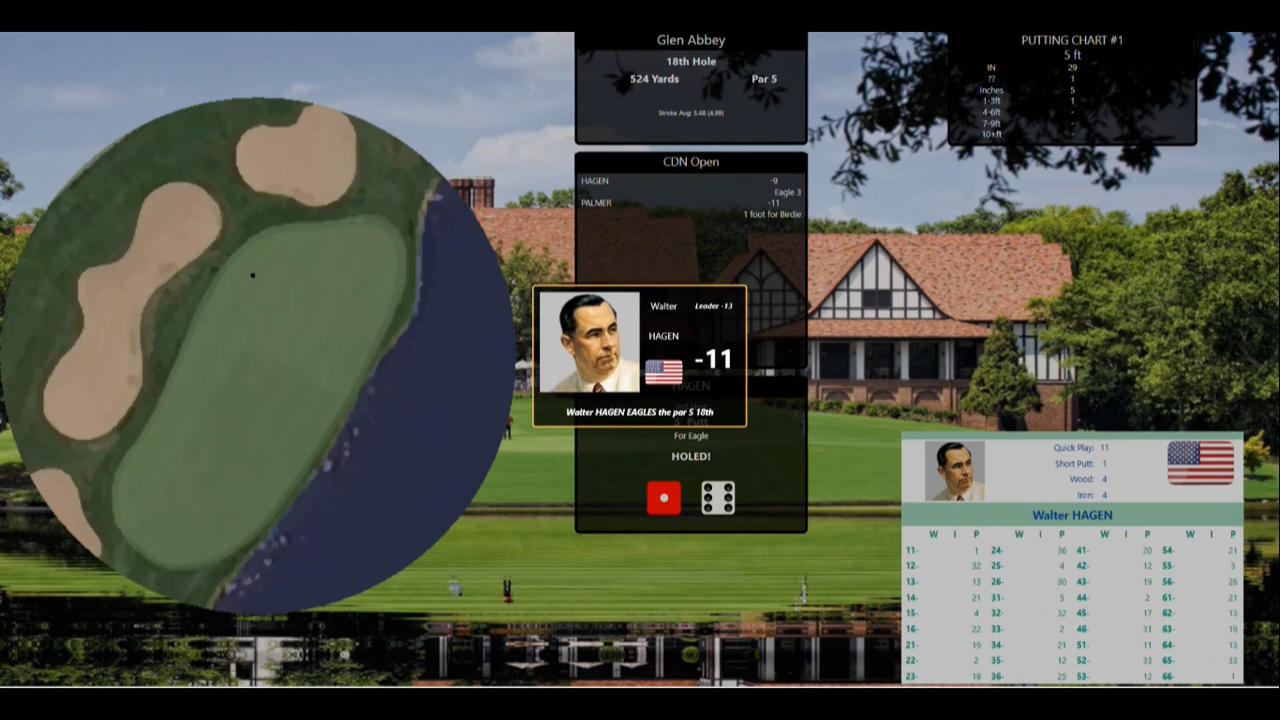 Glen Abbey
18th Hole
524 Yards Par 5
Stroke Avg: 5.48 (4.89)
CDN Open
HAGEN -9
Eagle 3
PALMER -11
1 foot for Birdie
Walter Leader -13
HAGEN
-11
Walter HAGEN EAGLES the par 5 18th
HAGEN
5" Putt
For Eagle
HOLED!
PUTTING CHART #1
5 ft
IN 29
?? 1
Inches 5
1-3ft 1
4-6ft -
7-9ft -
10+ft -
Quick Play: 11
Short Putt: 1
Wood: 4
Iron: 4
Walter HAGEN
W I P W I P W I P W I P
11- 1 24- 36 41- 20 54- 21
12- 32 25- 4 42- 12 55- 3
13- 13 26- 30 43- 19 56- 26
14- 21 31- 5 44- 2 61- 21
15- 4 32- 32 45- 17 62- 13
16- 22 33- 2 46- 31 63- 19
21- 19 34- 21 51- 11 64- 13
22- 2 35- 12 52- 33 65- 33
23- 19 36- 25 53- 12 66- 1